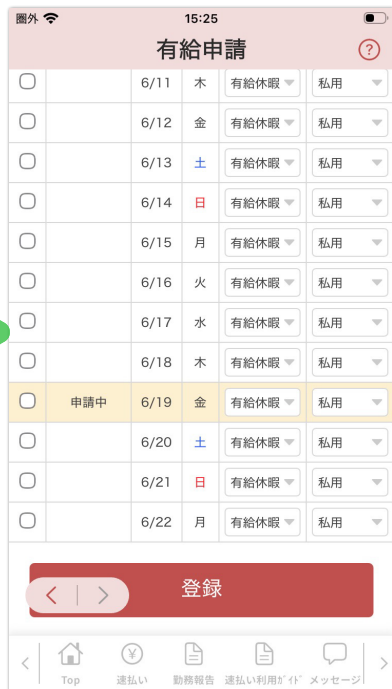 圏外 15:25
有給申請 ?
6/11 木 有給休暇 私用
6/12 金 有給休暇 私用
6/13 土 有給休暇 私用
6/14 日 有給休暇 私用
6/15 月 有給休暇 私用
6/16 火 有給休暇 私用
6/17 水 有給休暇 私用
6/18 木 有給休暇 私用
申請中 6/19 金 有給休暇 私用
6/20 土 有給休暇 私用
6/21 日 有給休暇 私用
6/22 月 有給休暇 私用
登録
Top 速払い 勤務報告 速払い利用ガイド メッセージ